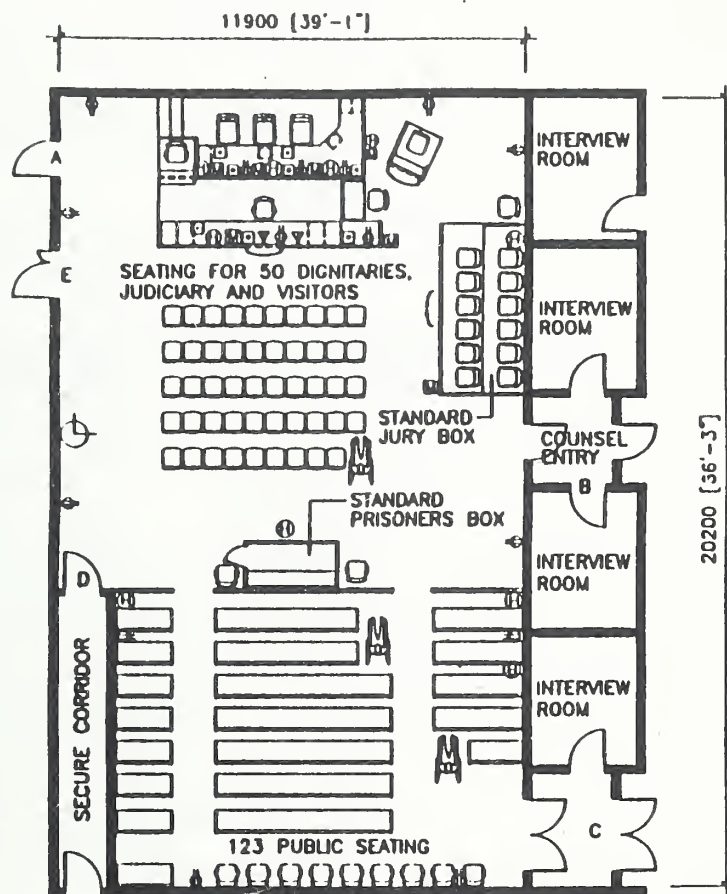 11900 [39'-1"]
INTERVIEW
ROOM
A
E
SEATING FOR 50 DIGNITARIES,
JUDICIARY AND VISITORS
INTERVIEW
ROOM
STANDARD
JURY BOX
COUNSEL
ENTRY
B
STANDARD
PRISONERS BOX
20200 [36'-3"]
INTERVIEW
ROOM
D
SECURE CORRIDOR
INTERVIEW
ROOM
C
123 PUBLIC SEATING